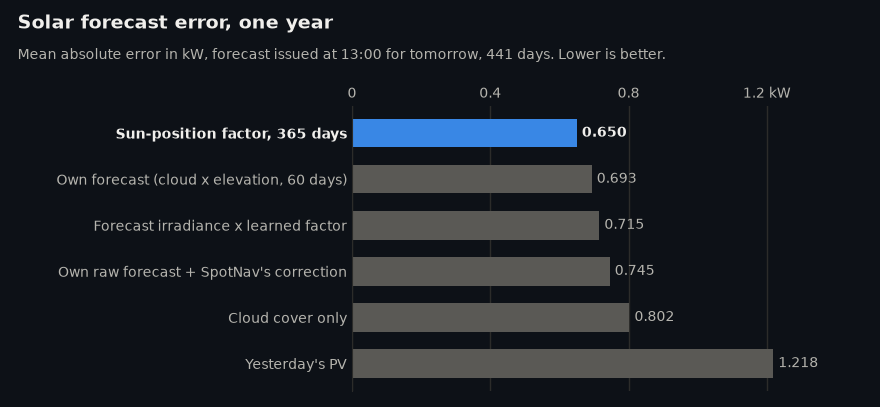 Solar forecast error, one year
Mean absolute error in kW, forecast issued at 13:00 for tomorrow, 441 days. Lower is better.
0 0.4 0.8 1.2 kW
Sun-position factor, 365 days 0.650
Own forecast (cloud x elevation, 60 days) 0.693
Forecast irradiance x learned factor 0.715
Own raw forecast + SpotNav's correction 0.745
Cloud cover only 0.802
Yesterday's PV 1.218